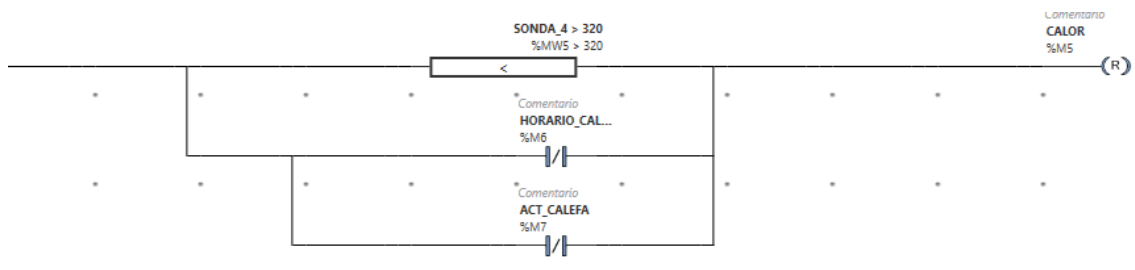 Comentario
SONDA_4 > 320
CALOR
%MW5 > 320
%M5
<
(R)
Comentario
HORARIO_CAL...
%M6
/
Comentario
ACT_CALEFA
%M7
/